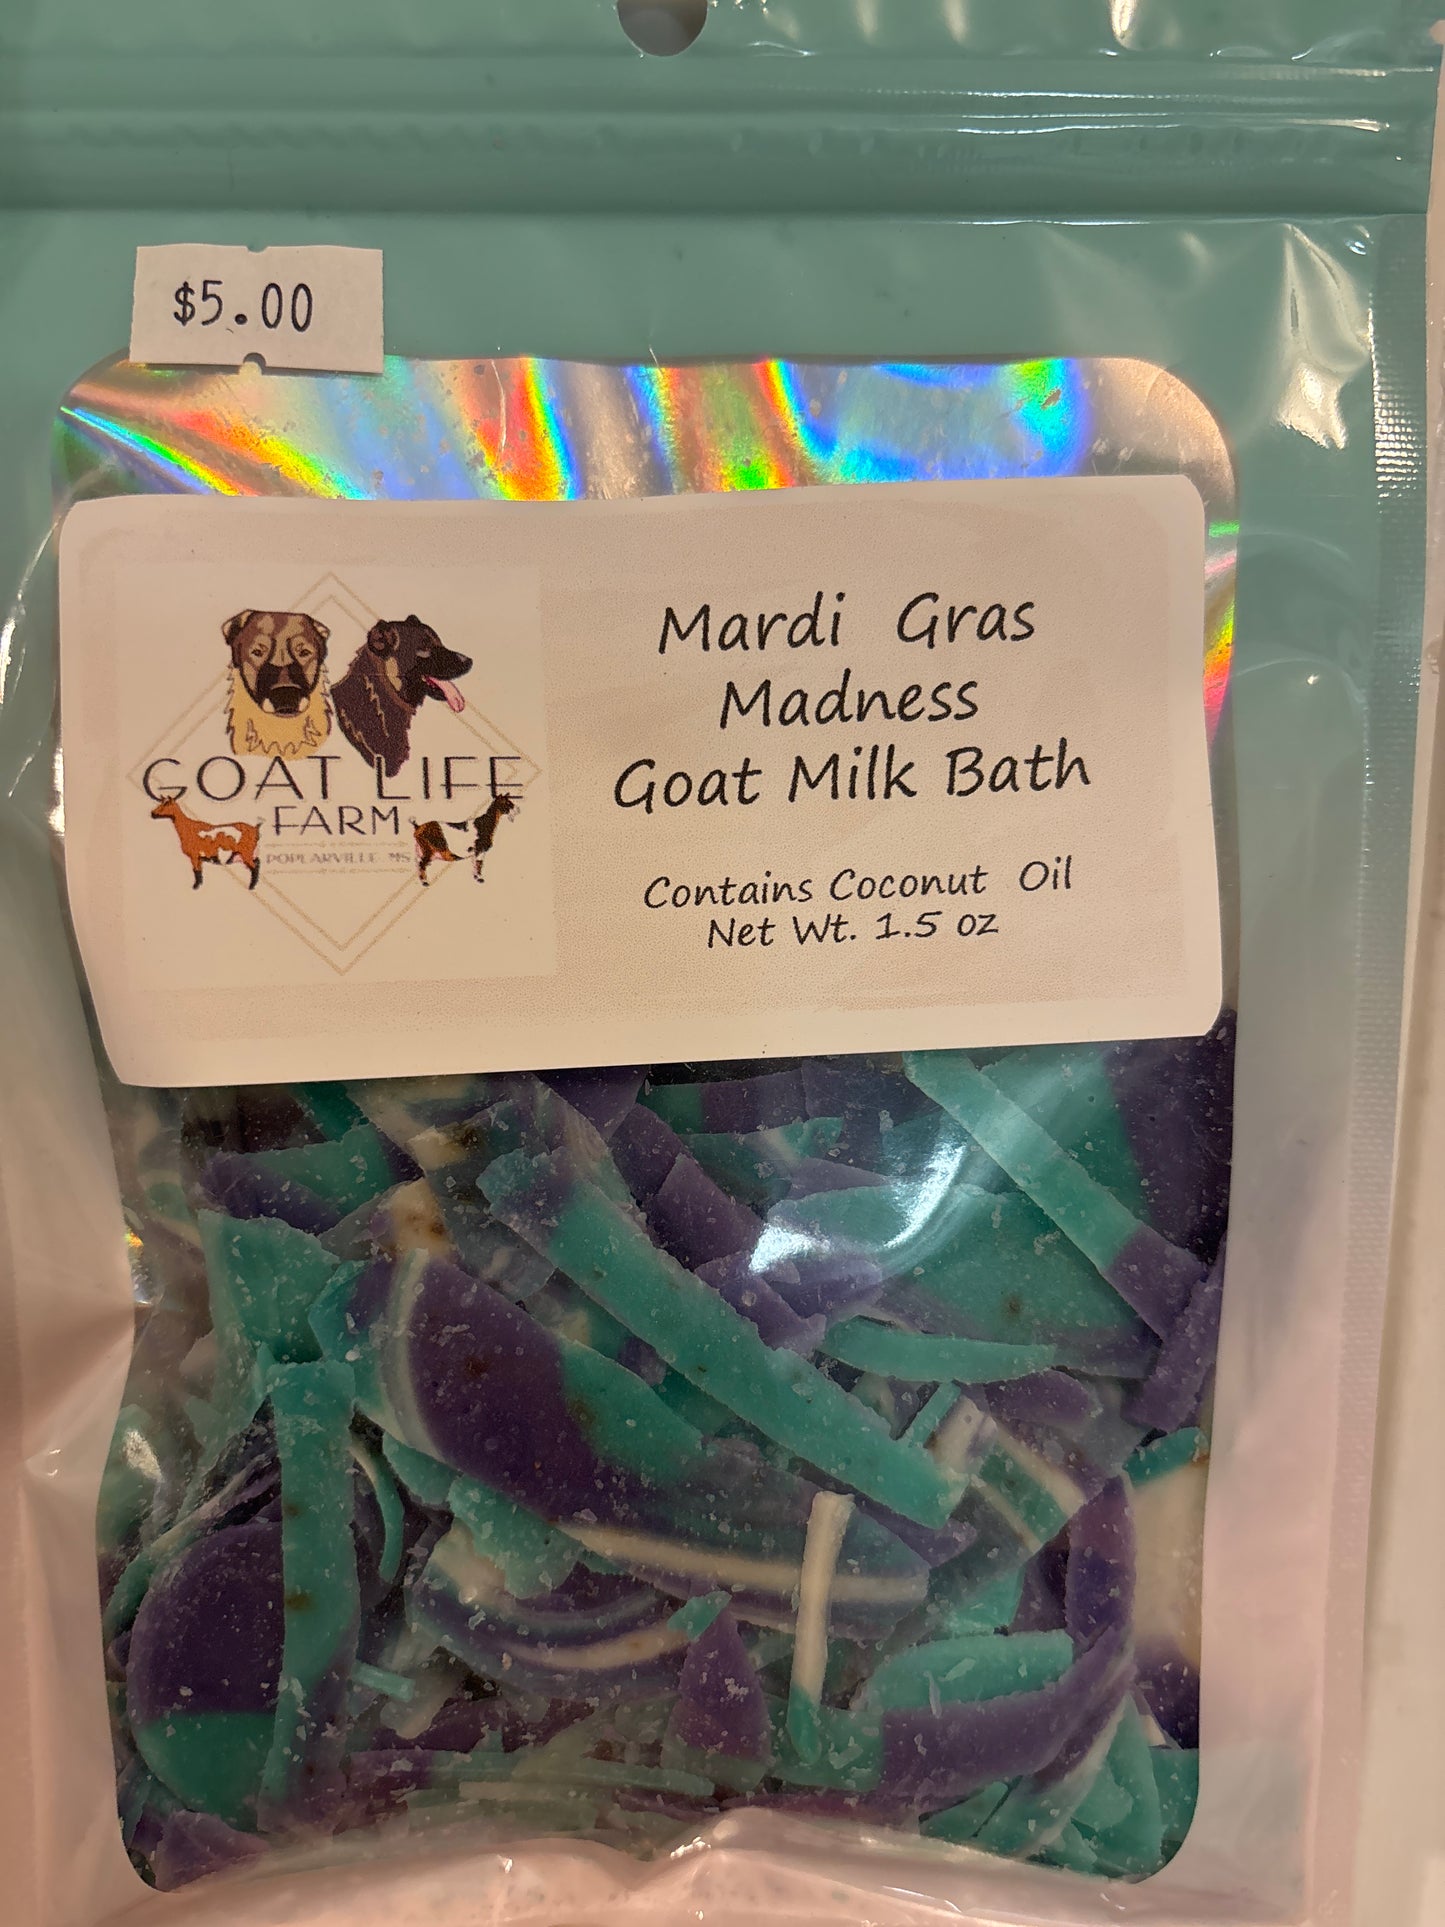 $5.00
GOAT LIFE
FARM
POPLARVILLE MS
Mardi Gras
Madness
Goat Milk Bath
Contains Coconut Oil
Net Wt. 1.5 oz